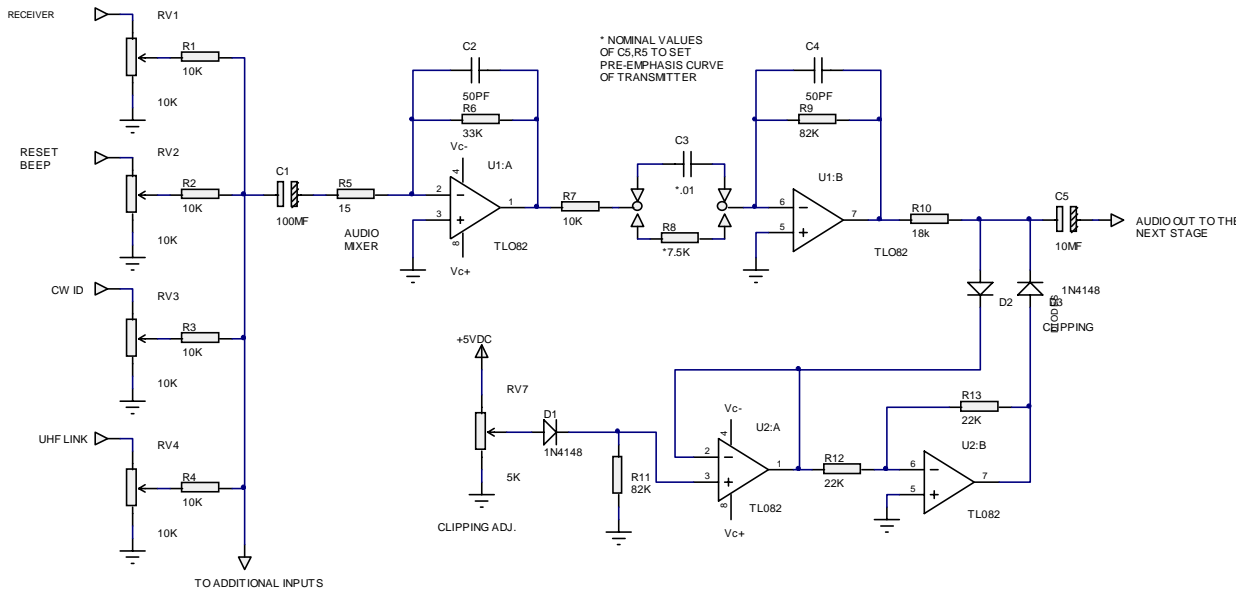 RECEIVER
RV1
R1
10K
10K
RESET
BEEP
RV2
R2
10K
10K
CW ID
RV3
R3
10K
10K
UHF LINK
RV4
R4
10K
10K
TO ADDITIONAL INPUTS
C1
100MF
R5
15
AUDIO
MIXER
C2
50PF
R6
33K
Vc-
4
U1:A
2
3
1
8
TLO82
Vc+
R7
10K
* NOMINAL VALUES
OF C5,R5 TO SET
PRE-EMPHASIS CURVE
OF TRANSMITTER
C3
*.01
R8
*7.5K
C4
50PF
R9
82K
U1:B
6
5
7
TLO82
R10
18k
C5
10MF
AUDIO OUT TO THE
NEXT STAGE
D2
D3
1N4148
DIODES
CLIPPING
+5VDC
RV7
5K
CLIPPING ADJ.
D1
1N4148
R11
82K
Vc-
4
U2:A
2
3
1
8
TL082
Vc+
R12
22K
R13
22K
U2:B
6
5
7
TL082